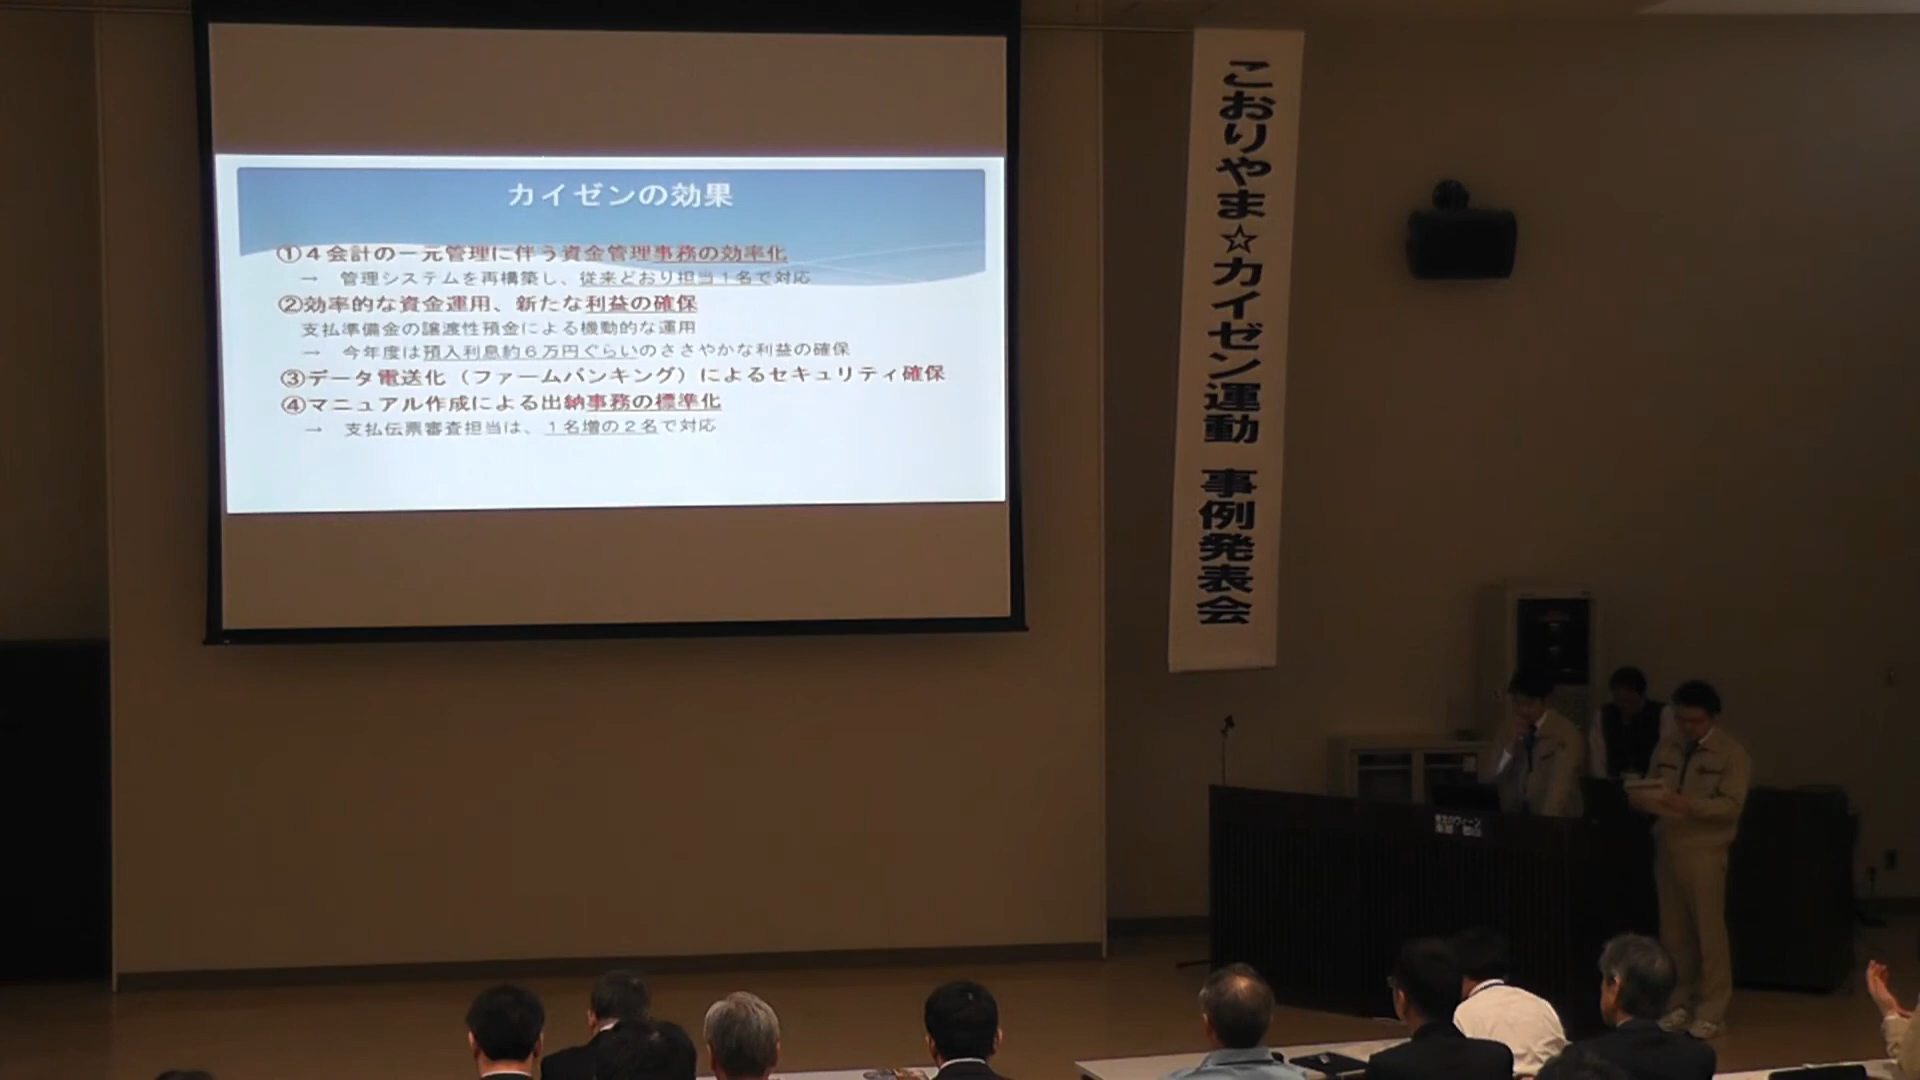 カイゼンの効果
①４会計の一元管理に伴う資金管理事務の効率化
→ 管理システムを再構築し、従来どおり担当１名で対応
②効率的な資金運用、新たな利益の確保
支払準備金の譲渡性預金による機動的な運用
→ 今年度は預入利息約６万円ぐらいのささやかな利益の確保
③データ電送化（ファームバンキング）によるセキュリティ確保
④マニュアル作成による出納事務の標準化
→ 支払伝票審査担当は、１名増の２名で対応
こおりやま☆カイゼン運動 事例発表会